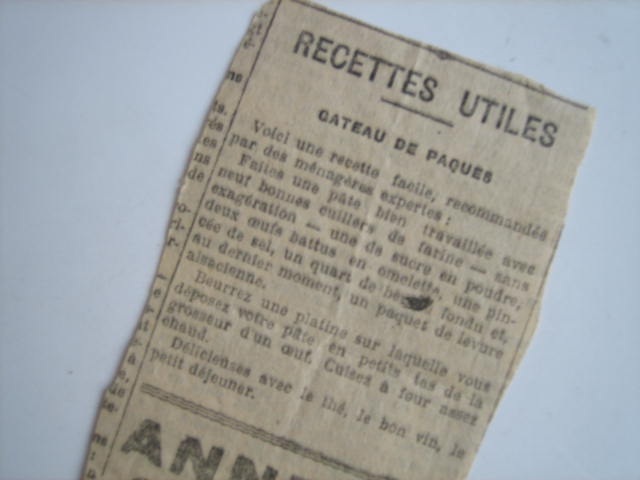 RECETTES UTILES
GATEAU DE PAQUES
Voici une recette facile, recommandée
par des ménagères expertes :
Faites une pâte bien travaillée avec
neuf bonnes cuillers de farine — sans
exagération — une de sucre en poudre,
deux œufs battus en omelette, une pin-
cée de sel, un quart de fondu et,
au dernier moment, un paquet de levure
alsacienne.
Beurrez une platine sur laquelle vous
déposez votre pâte en petits tas de la
grosseur d'un œuf. Cuisez à four assez
chaud.
Délicieuses avec le thé, le bon vin, le
petit déjeuner.
ANN